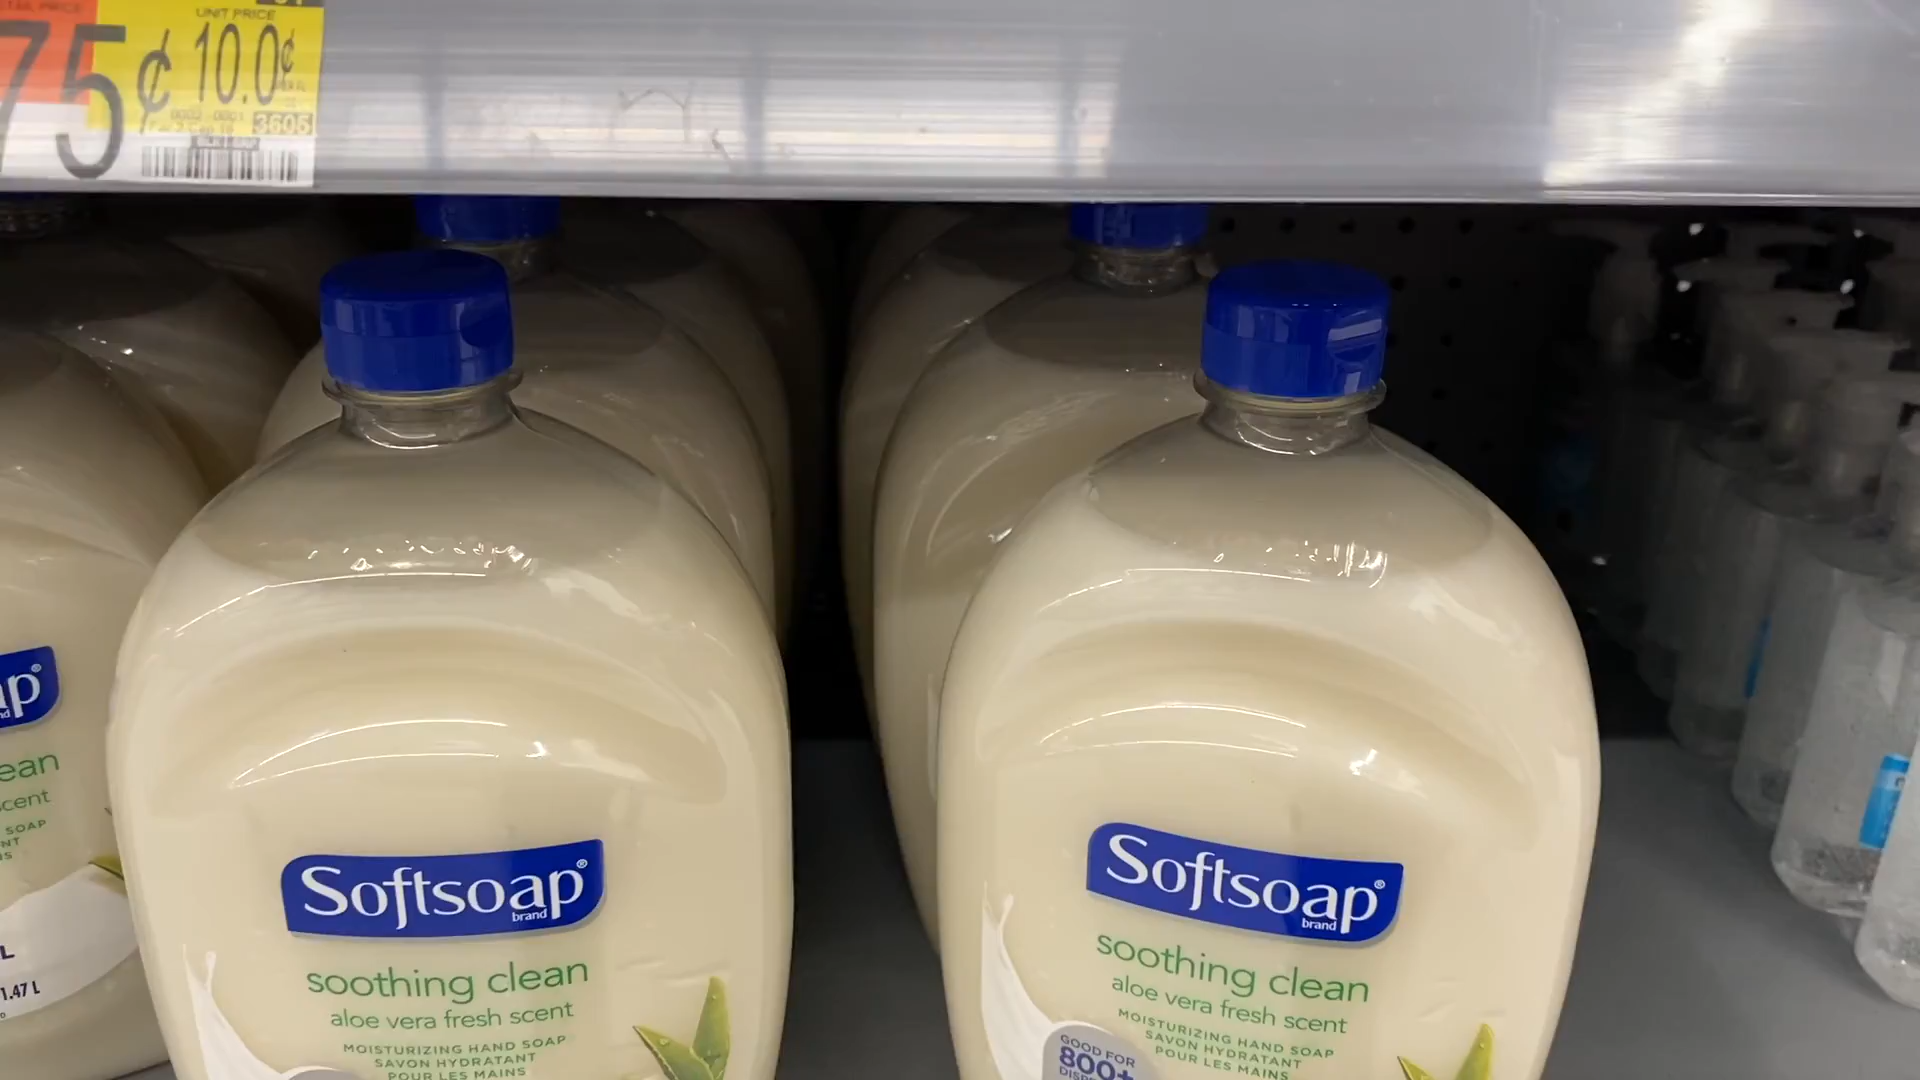 UNIT PRICE
75¢
10.0¢
3605
Softsoap®
brand
soothing clean
aloe vera fresh scent
MOISTURIZING HAND SOAP
SAVON HYDRATANT
POUR LES MAINS
Softsoap®
brand
soothing clean
aloe vera fresh scent
MOISTURIZING HAND SOAP
SAVON HYDRATANT
POUR LES MAINS
GOOD FOR
800+
ap®
ean
scent
SOAP
1.47 L